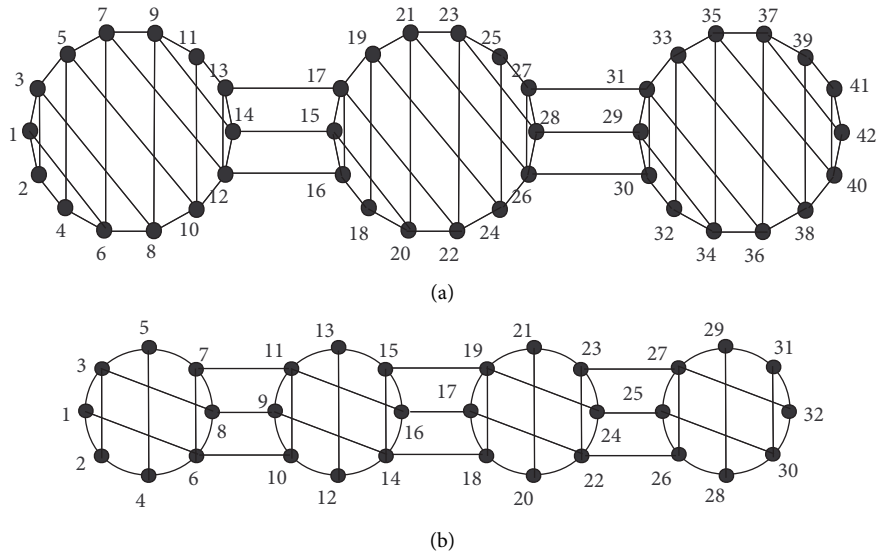 7 9 21 23 35 37
5 11 19 25 33 39
3 13 17 27 31 41
1 14 15 28 29 42
2 12 16 26 30 40
4 10 18 24 32 38
6 8 20 22 34 36
(a)
5 13 21 29
3 7 11 15 19 23 27 31
1 8 9 16 17 24 25 32
2 6 10 14 18 22 26 30
4 12 20 28
(b)